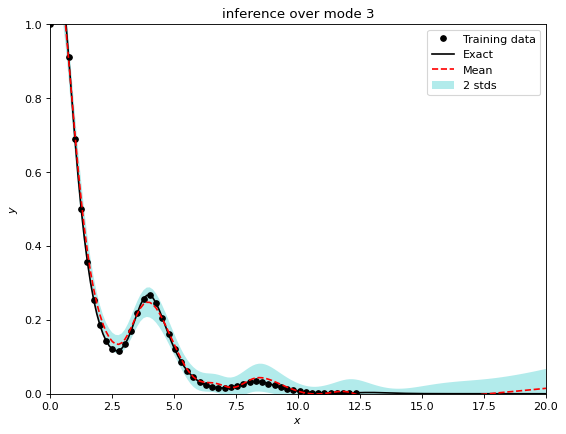 inference over mode 3
Training data
Exact
Mean
2 stds
1.0
0.8
0.6
0.4
0.2
0.0
y
0.0 2.5 5.0 7.5 10.0 12.5 15.0 17.5 20.0
x